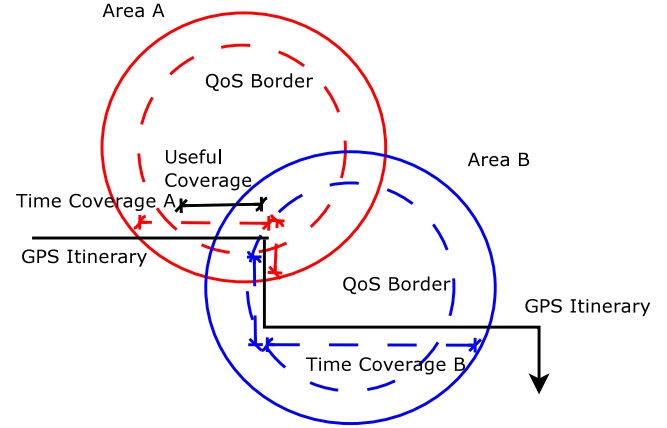 Area A
QoS Border
Useful
Coverage
Area B
Time Coverage A
GPS Itinerary
QoS Border
GPS Itinerary
Time Coverage B